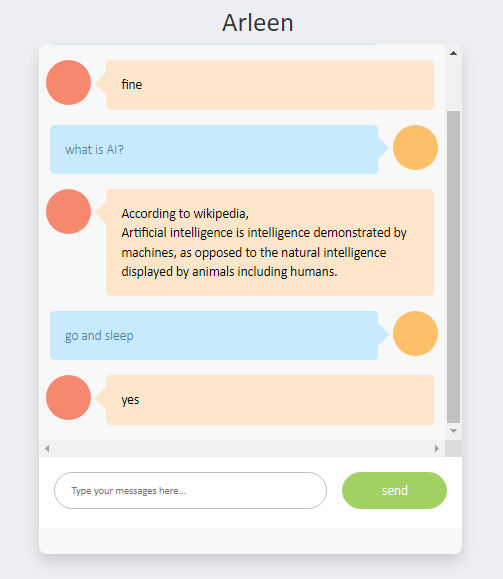 Arleen
fine
what is AI?
According to wikipedia,
Artificial intelligence is intelligence demonstrated by
machines, as opposed to the natural intelligence
displayed by animals including humans.
go and sleep
yes
Type your messages here...
send